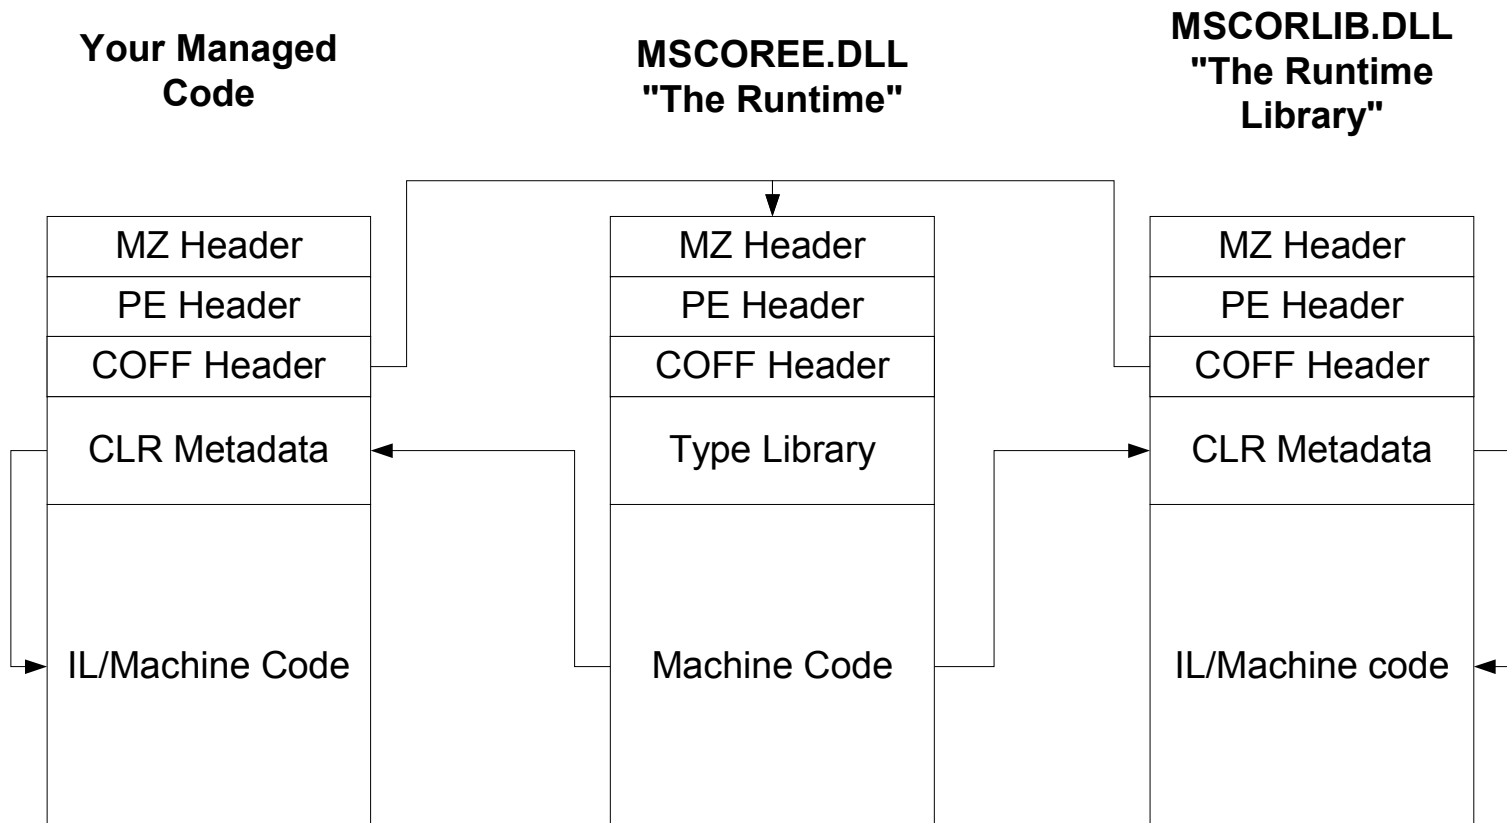 Your Managed
Code
MSCOREE.DLL
"The Runtime"
MSCORLIB.DLL
"The Runtime
Library"
MZ Header
PE Header
COFF Header
CLR Metadata
IL/Machine Code
MZ Header
PE Header
COFF Header
Type Library
Machine Code
MZ Header
PE Header
COFF Header
CLR Metadata
IL/Machine code